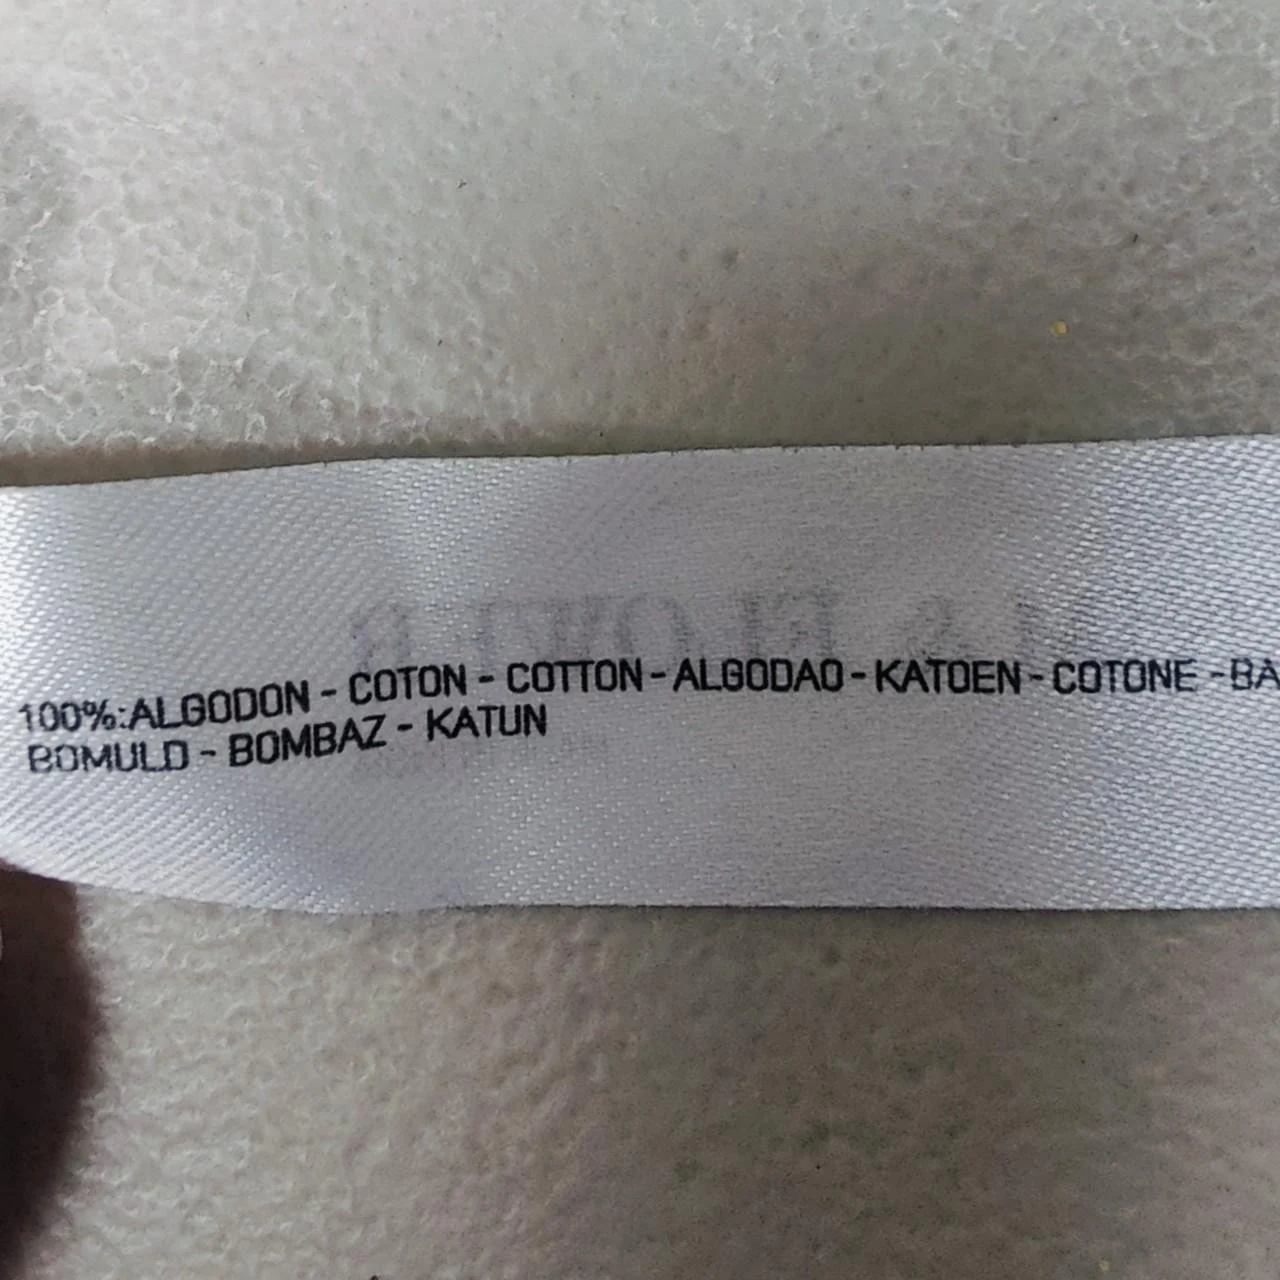 100%:ALGODON - COTON - COTTON - ALGODAO - KATOEN - COTONE - BA
BOMULD - BOMBAZ - KATUN